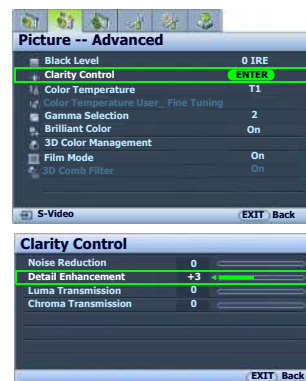 Picture -- Advanced
Black Level 0 IRE
Clarity Control ENTER
Color Temperature T1
Color Temperature User_ Fine Tuning
Gamma Selection 2
Brilliant Color On
3D Color Management
Film Mode On
3D Comb Filter On
S-Video EXIT Back
Clarity Control
Noise Reduction 0
Detail Enhancement +3
Luma Transmission 0
Chroma Transmission 0
EXIT Back